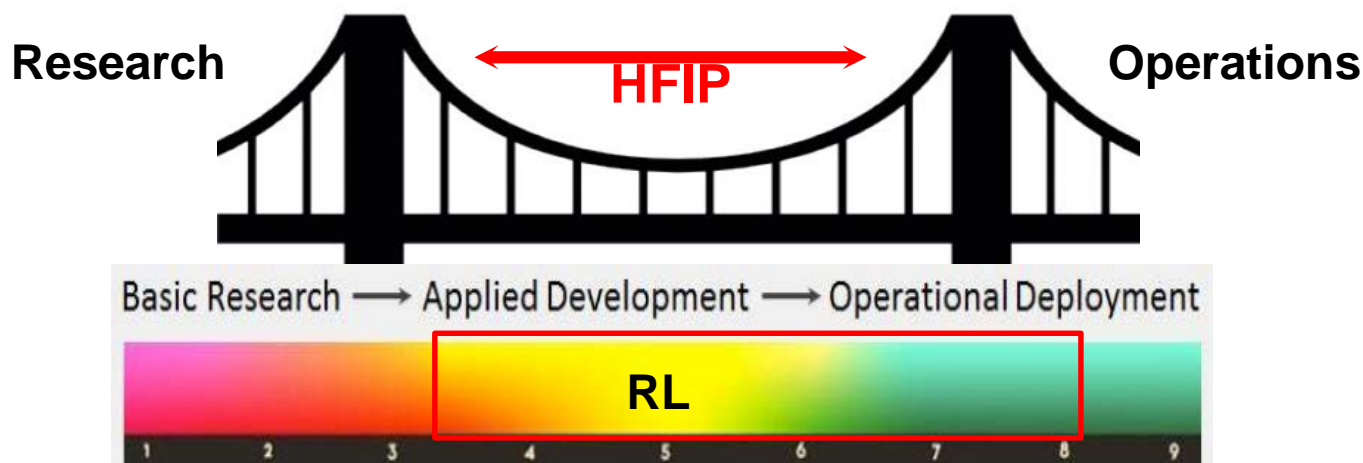 Research
HFIP
Operations
Basic Research → Applied Development → Operational Deployment
RL
1 2 3 4 5 6 7 8 9